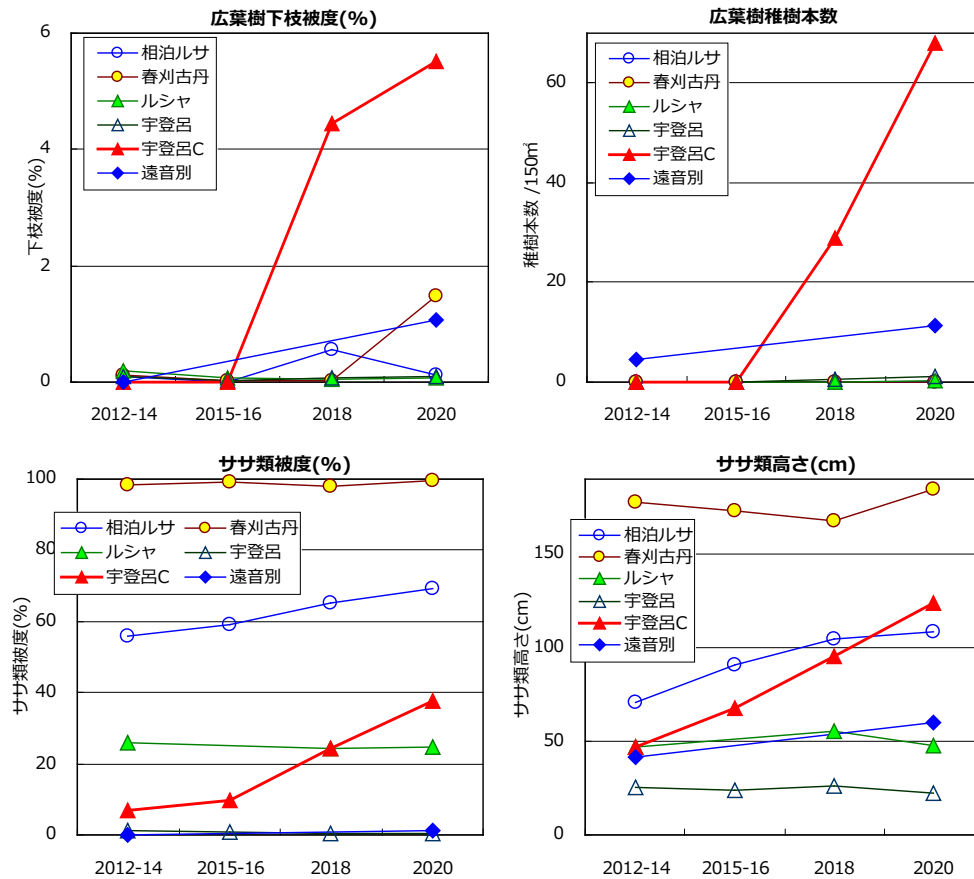 広葉樹下枝被度(%)
6
4
2
0
下枝被度(%)
相泊ルサ
春刈古丹
ルシャ
宇登呂
宇登呂C
遠音別
2012-14 2015-16 2018 2020
広葉樹稚樹本数
60
40
20
0
稚樹本数 /150㎡
相泊ルサ
春刈古丹
ルシャ
宇登呂
宇登呂C
遠音別
2012-14 2015-16 2018 2020
ササ類被度(%)
100
80
60
40
20
0
ササ類被度(%)
相泊ルサ 春刈古丹
ルシャ 宇登呂
宇登呂C 遠音別
2012-14 2015-16 2018 2020
ササ類高さ(cm)
150
100
50
0
ササ類高さ(cm)
相泊ルサ
春刈古丹
ルシャ
宇登呂
宇登呂C
遠音別
2012-14 2015-16 2018 2020